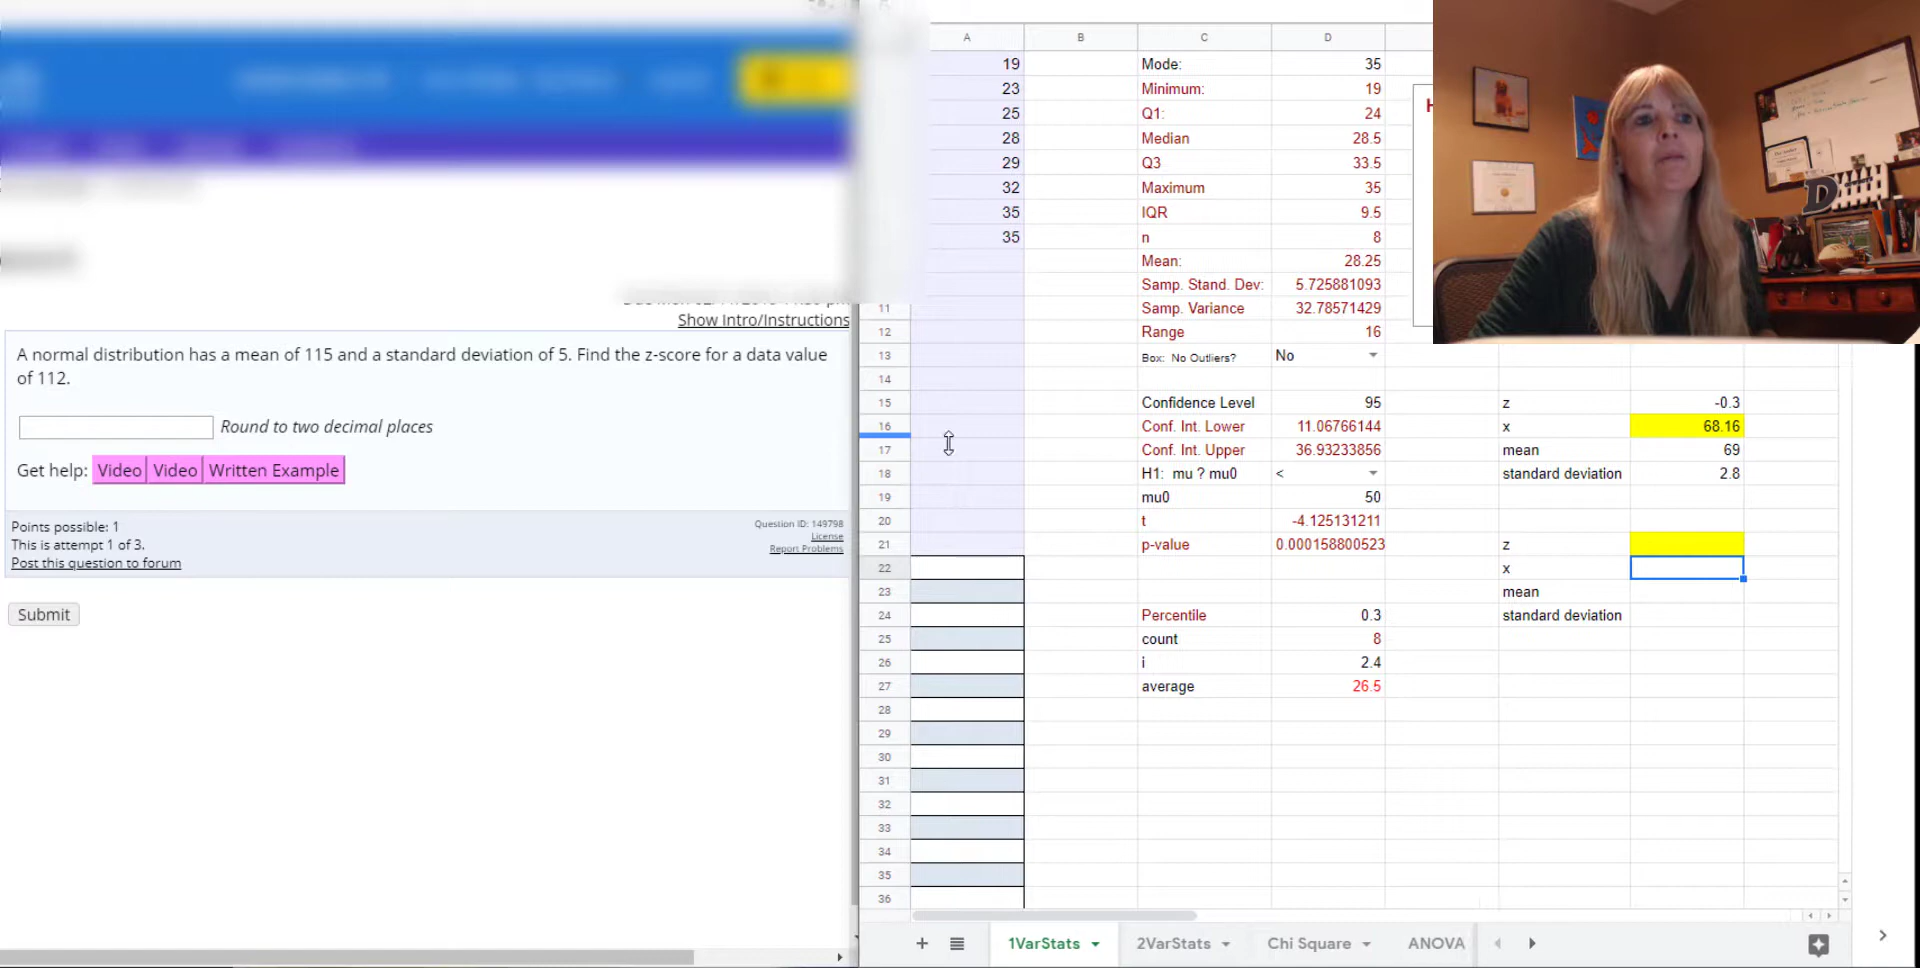 Show Intro/Instructions
A normal distribution has a mean of 115 and a standard deviation of 5. Find the z-score for a data value
of 112.
Round to two decimal places
Get help: Video Video Written Example
Points possible: 1
This is attempt 1 of 3.
Post this question to forum
Question ID: 149798
License
Report Problems
Submit
A B C D
19 Mode: 35
23 Minimum: 19
25 Q1: 24
28 Median 28.5
29 Q3 33.5
32 Maximum 35
35 IQR 9.5
35 n 8
Mean: 28.25
Samp. Stand. Dev: 5.725881093
11 Samp. Variance 32.78571429
12 Range 16
13 Box: No Outliers? No
14
15 Confidence Level 95 z -0.3
16 Conf. Int. Lower 11.06766144 x 68.16
17 Conf. Int. Upper 36.93233856 mean 69
18 H1: mu ? mu0 < standard deviation 2.8
19 mu0 50
20 t -4.125131211
21 p-value 0.000158800523 z
22 x
23 mean
24 Percentile 0.3 standard deviation
25 count 8
26 i 2.4
27 average 26.5
28
29
30
31
32
33
34
35
36
1VarStats 2VarStats Chi Square ANOVA
D